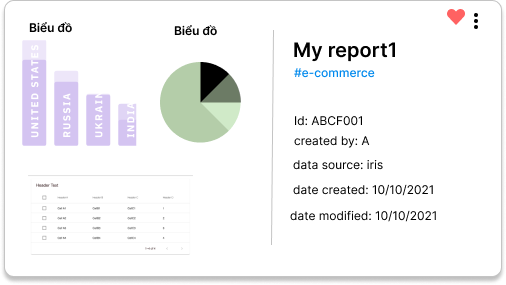 Biểu đồ
UNITED STATES
RUSSIA
UKRAIN
INDIA
Biểu đồ
Header Text
My report1
#e-commerce
Id: ABCF001
created by: A
data source: iris
date created: 10/10/2021
date modified: 10/10/2021